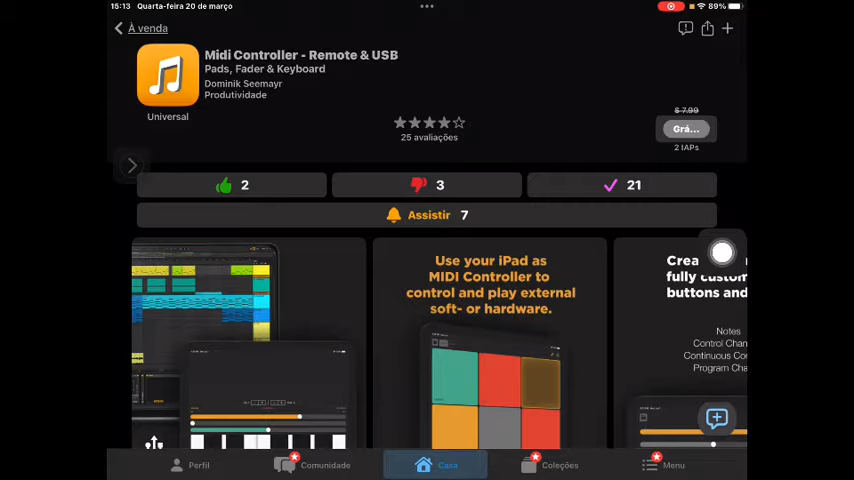 15:13 Quarta-feira 20 de março
89%
À venda
Midi Controller - Remote & USB
Pads, Fader & Keyboard
Dominik Seemayr
Produtividade
Universal
25 avaliações
$ 7.99
Grá...
2 IAPs
2
3
21
Assistir 7
Use your iPad as
MIDI Controller to
control and play external
soft- or hardware.
Crea
fully custom
buttons and
Notes
Control Chan
Continuous Co
Program Cha
Perfil
Comunidade
Casa
Coleções
Menu